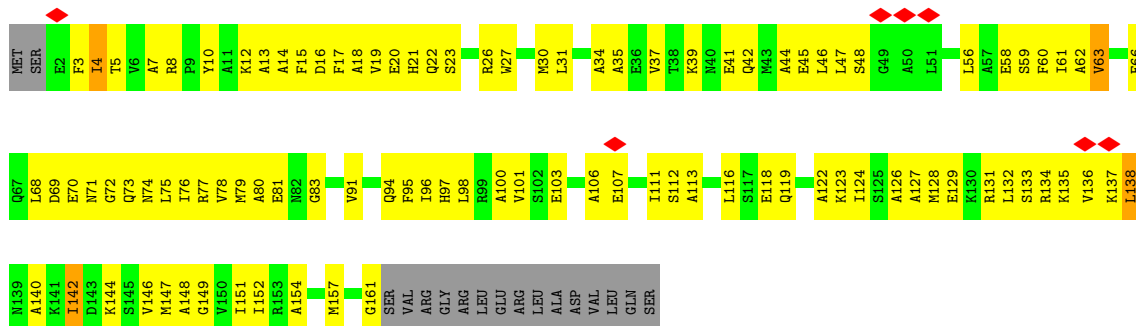 MET SER E2 F3 I4 T5 V6 A7 R8 P9 Y10 A11 K12 A13 A14 F15 D16 F17 A18 V19 E20 H21 Q22 S23 R26 W27 M30 L31 A34 A35 E36 V37 T38 K39 N40 E41 Q42 M43 A44 E45 L46 L47 S48 G49 A50 L51 L56 A57 E58 S59 F60 I61 A62 V63
Q67 L68 D69 E70 N71 G72 Q73 N74 L75 I76 R77 V78 M79 A80 E81 N82 G83 V91 Q94 F95 I96 H97 L98 R99 A100 V101 S102 E103 A106 E107 I111 S112 A113 L116 S117 E118 Q119 A122 K123 I124 S125 A126 A127 M128 E129 K130 R131 L132 S133 R134 K135 V136 K137 L138
N139 A140 K141 I142 D143 K144 S145 V146 M147 A148 G149 V150 I151 I152 R153 A154 M157 G161 SER VAL ARG GLY ARG LEU GLU ARG LEU ALA ASP VAL LEU GLN SER